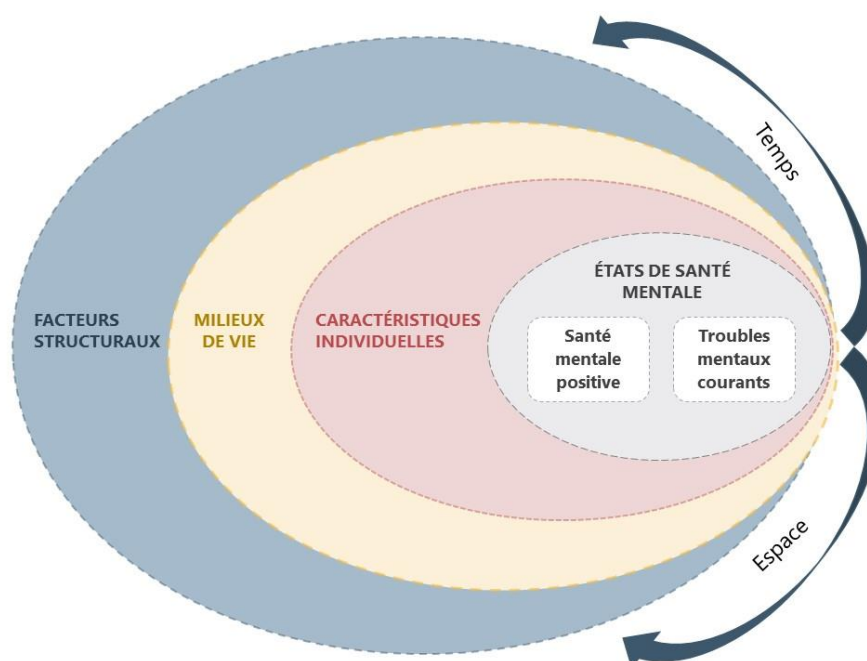 Temps
ÉTATS DE SANTÉ
MENTALE
FACTEURS
STRUCTURAUX
MILIEUX
DE VIE
CARACTÉRISTIQUES
INDIVIDUELLES
Santé
mentale
positive
Troubles
mentaux
courants
Espace